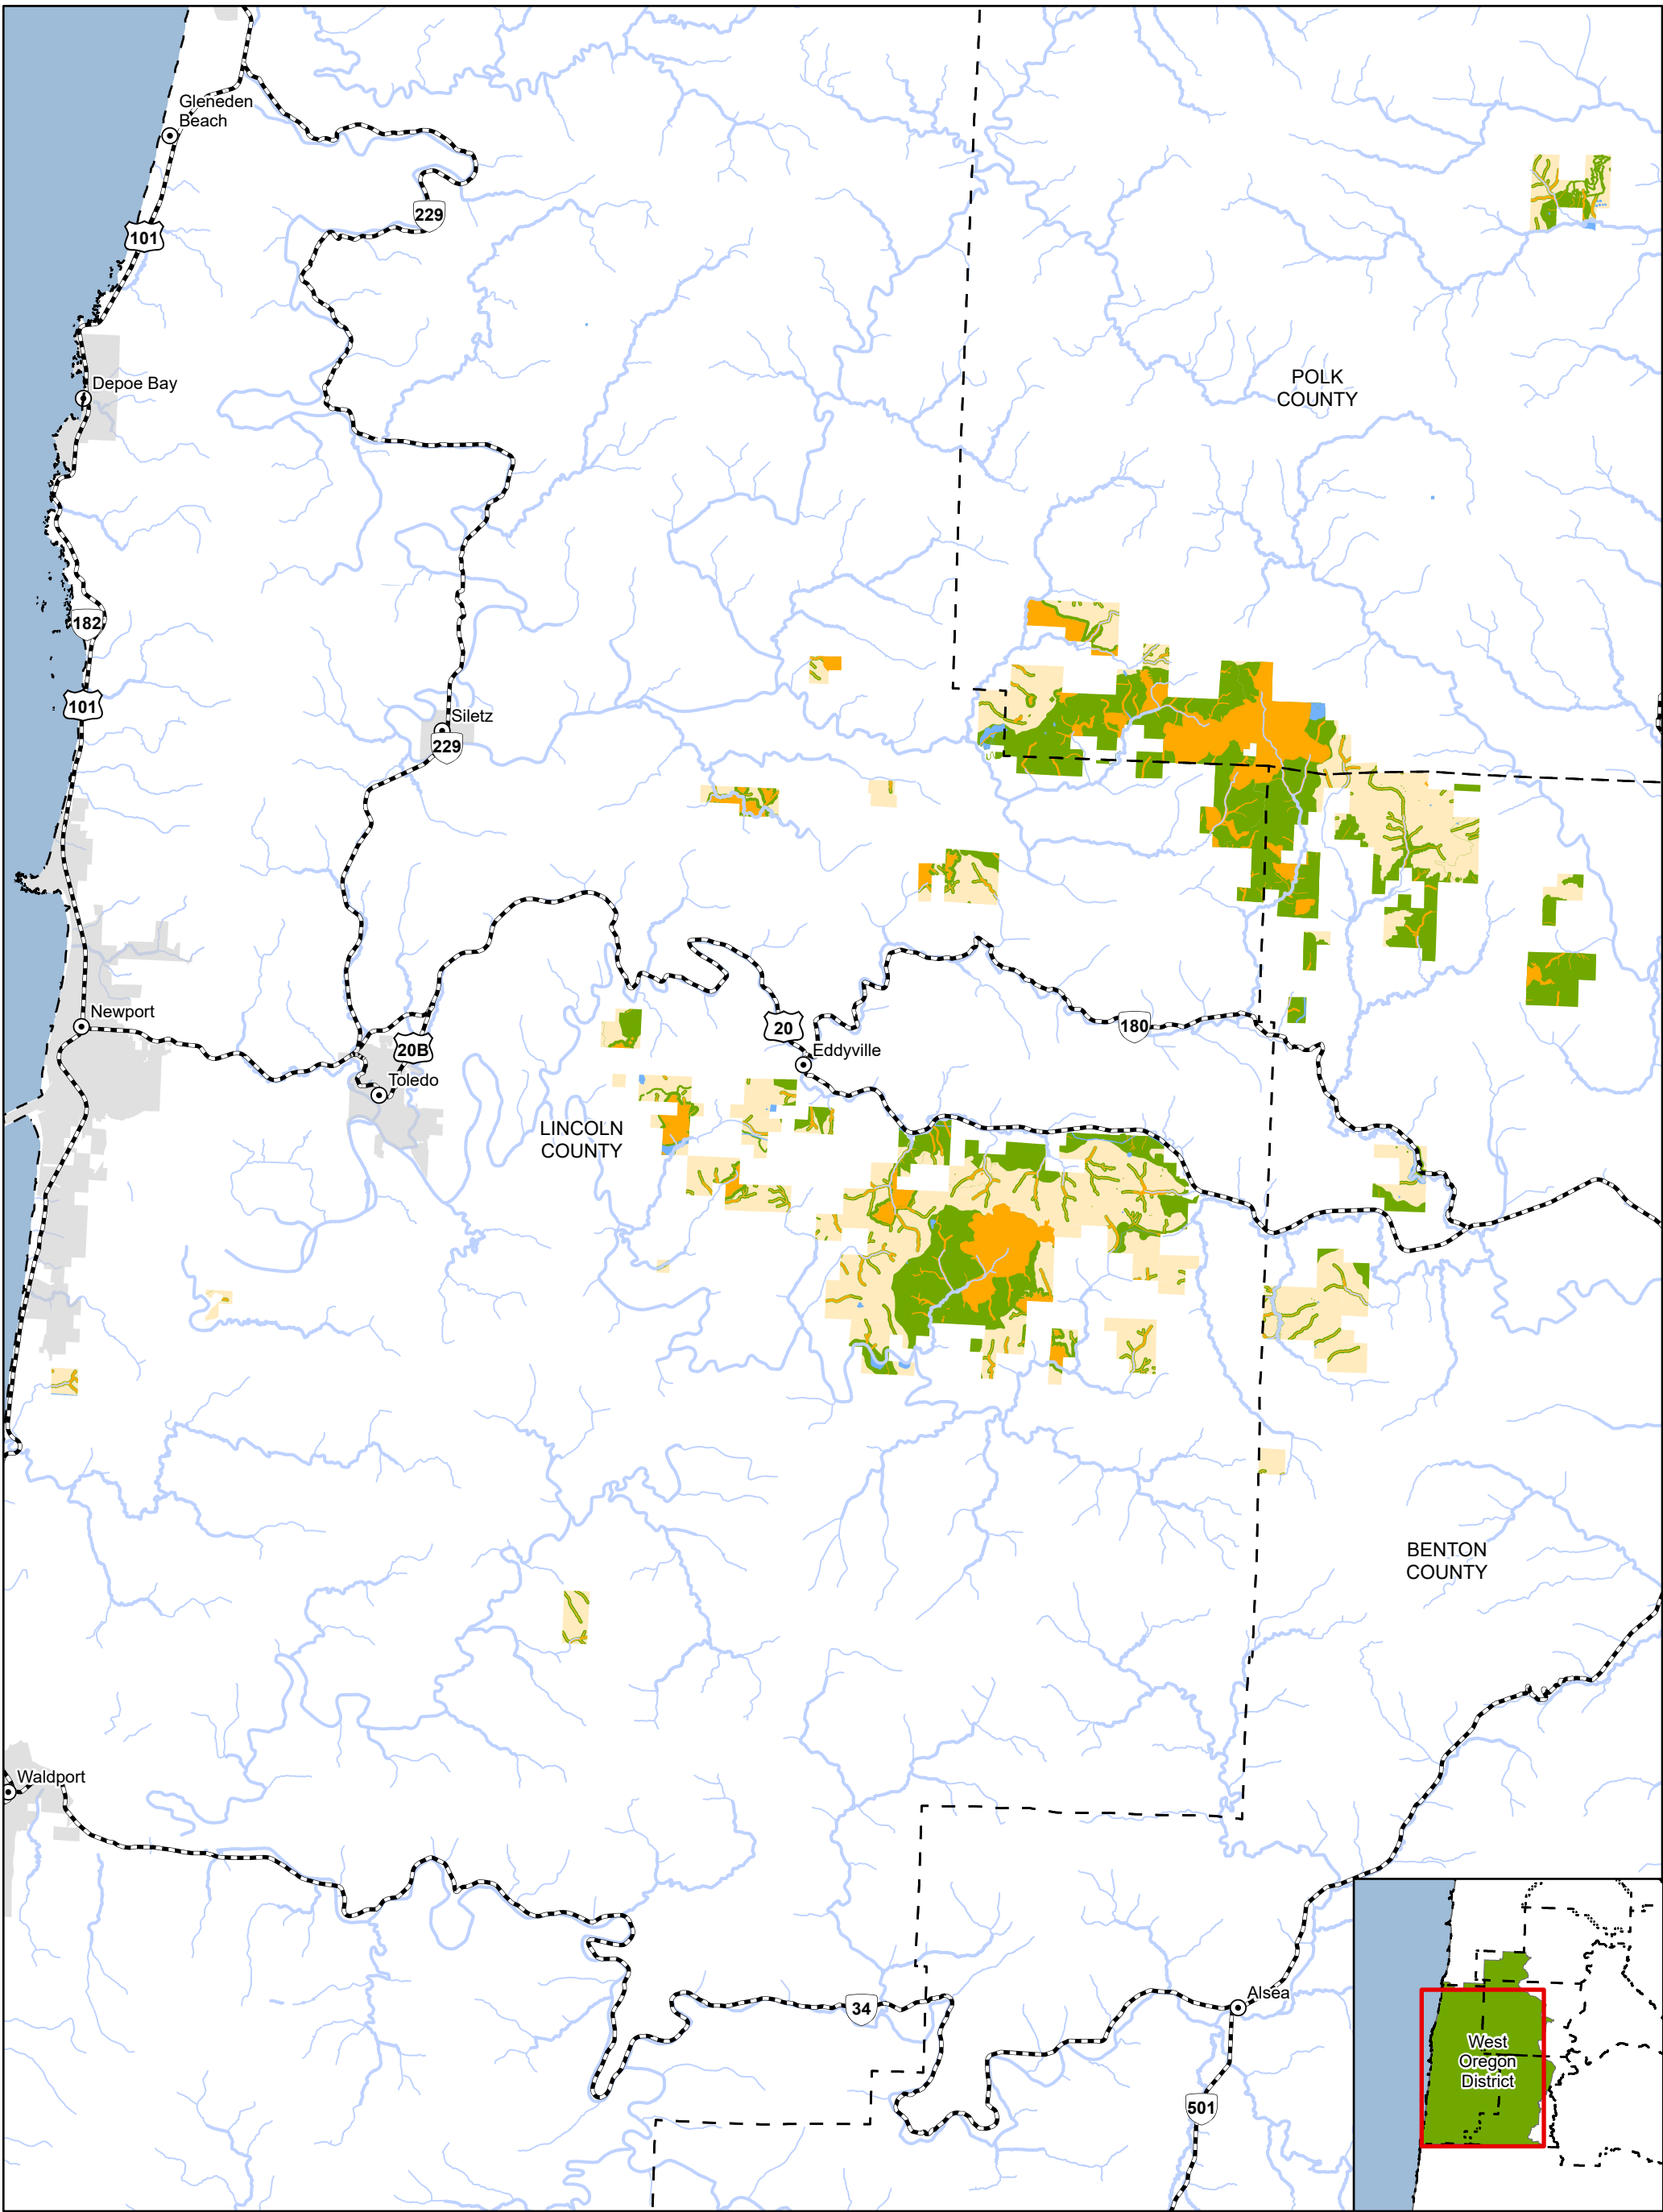 Gleneden
Beach
229
101
Depoe Bay
POLK
COUNTY
182
101
Siletz
229
Newport
20
180
20B
Eddyville
Toledo
LINCOLN
COUNTY
BENTON
COUNTY
Waldport
Alsea
34
501
West
Oregon
District